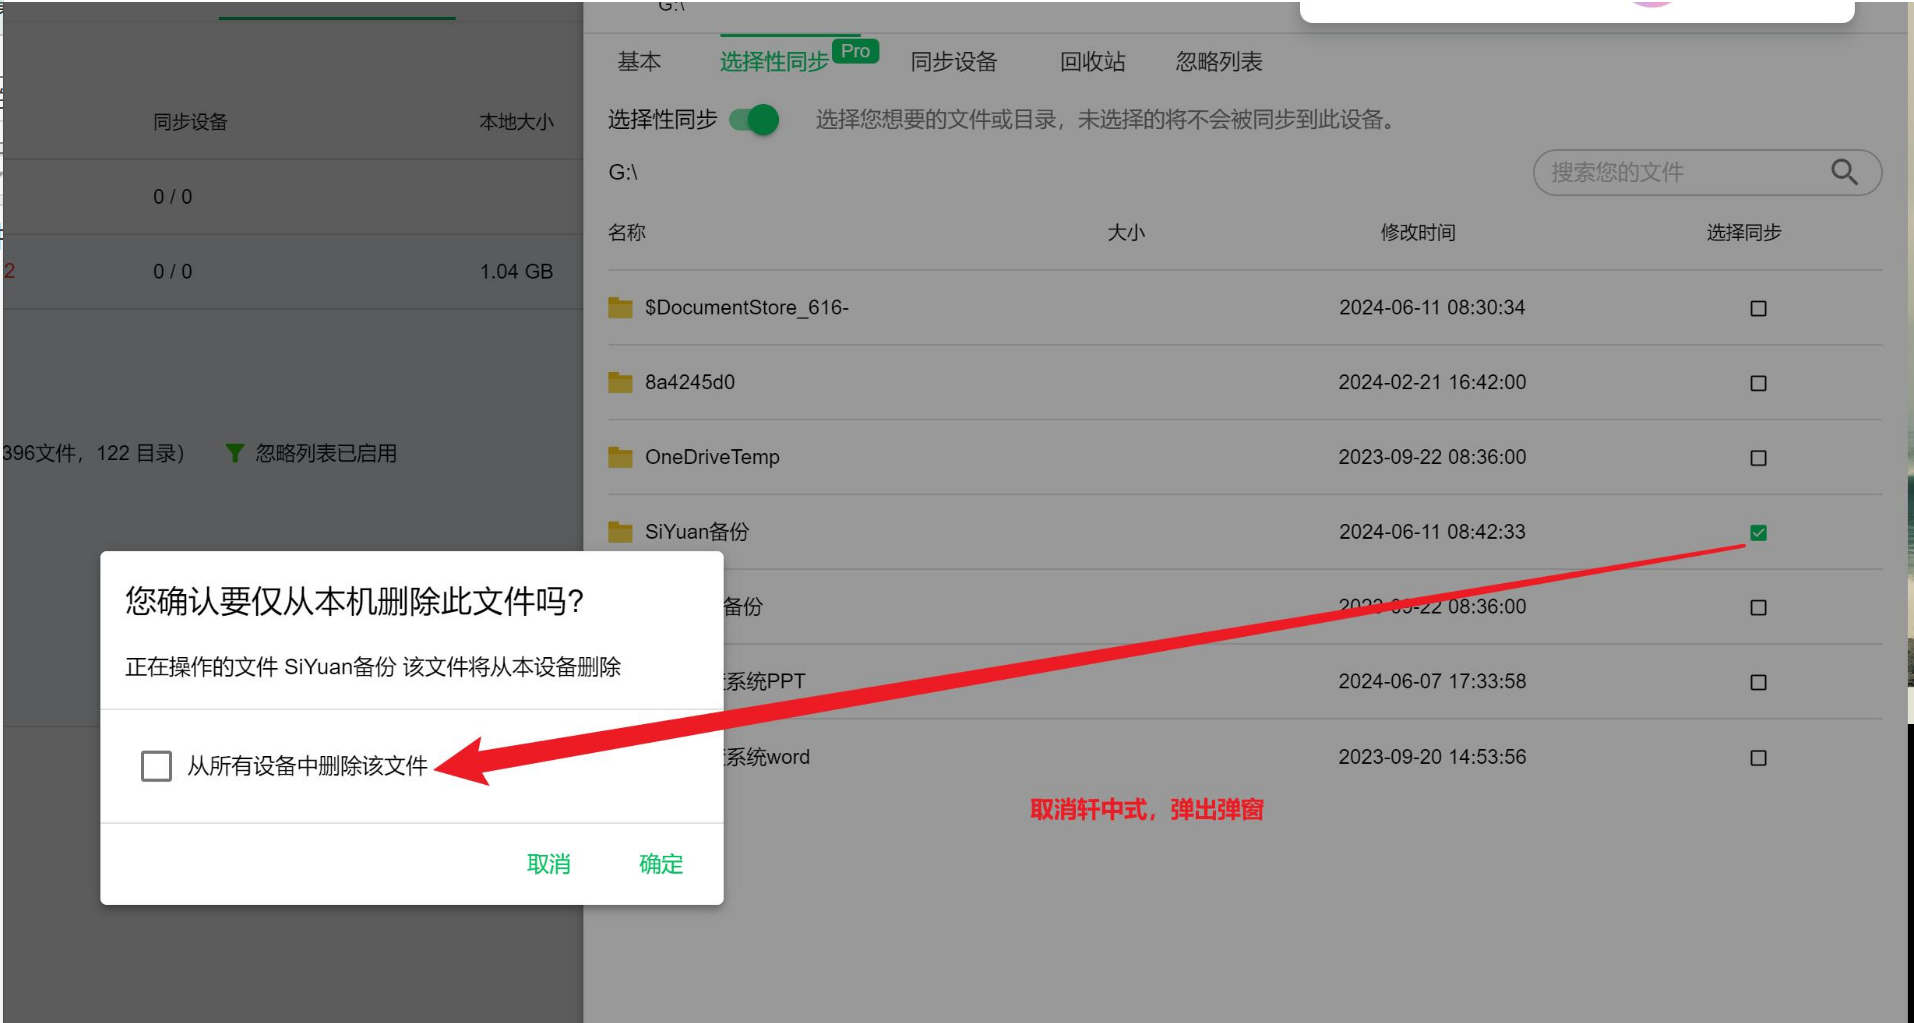 G:\
基本
选择性同步
Pro
同步设备
回收站
忽略列表
选择性同步
选择您想要的文件或目录，未选择的将不会被同步到此设备。
同步设备
本地大小
G:\
搜索您的文件
0 / 0
名称
大小
修改时间
选择同步
2
0 / 0
1.04 GB
$DocumentStore_616-
2024-06-11 08:30:34
8a4245d0
2024-02-21 16:42:00
396文件，122 目录）
忽略列表已启用
OneDriveTemp
2023-09-22 08:36:00
SiYuan备份
2024-06-11 08:42:33
您确认要仅从本机删除此文件吗?
备份
2023-09-22 08:36:00
正在操作的文件 SiYuan备份 该文件将从本设备删除
系统PPT
2024-06-07 17:33:58
从所有设备中删除该文件
系统word
2023-09-20 14:53:56
取消轩中式，弹出弹窗
取消
确定